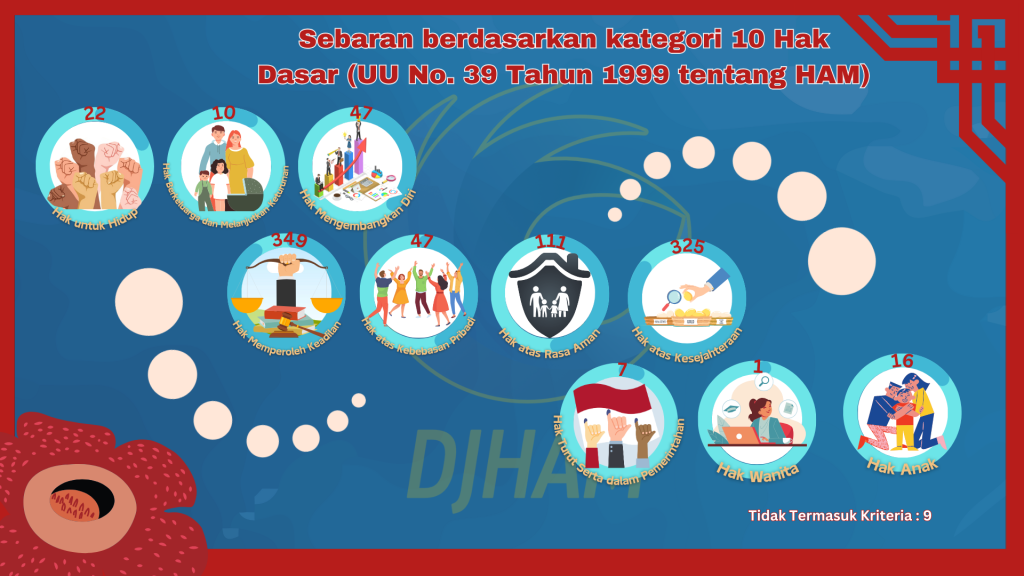 Sebaran berdasarkan kategori 10 Hak
Dasar (UU No. 39 Tahun 1999 tentang HAM)
22
Hak untuk Hidup
10
Hak Berkeluarga dan Melanjutkan Keturunan
47
Hak Mengembangkan Diri
349
Hak Memperoleh Keadilan
47
Hak atas Kebebasan Pribadi
111
Hak atas Rasa Aman
325
Hak atas Kesejahteraan
7
Hak Turut Serta dalam Pemerintahan
1
Hak Wanita
16
Hak Anak
DJHAM
Tidak Termasuk Kriteria : 9